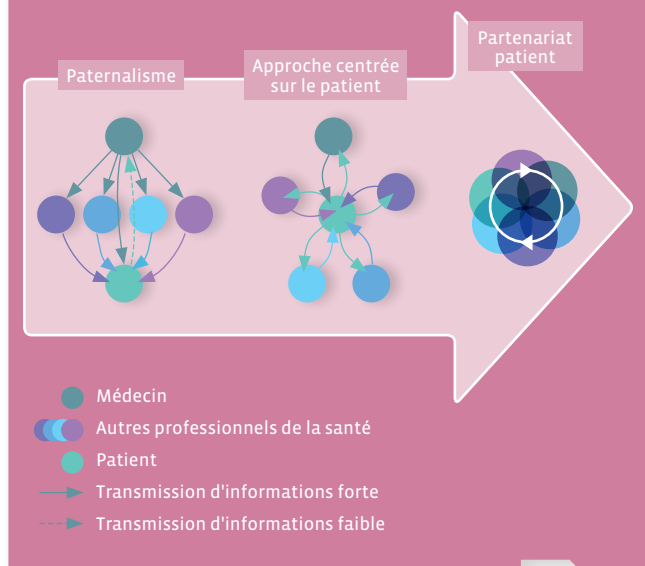 Paternalisme
Approche centrée
sur le patient
Partenariat
patient
Médecin
Autres professionnels de la santé
Patient
Transmission d'informations forte
Transmission d'informations faible